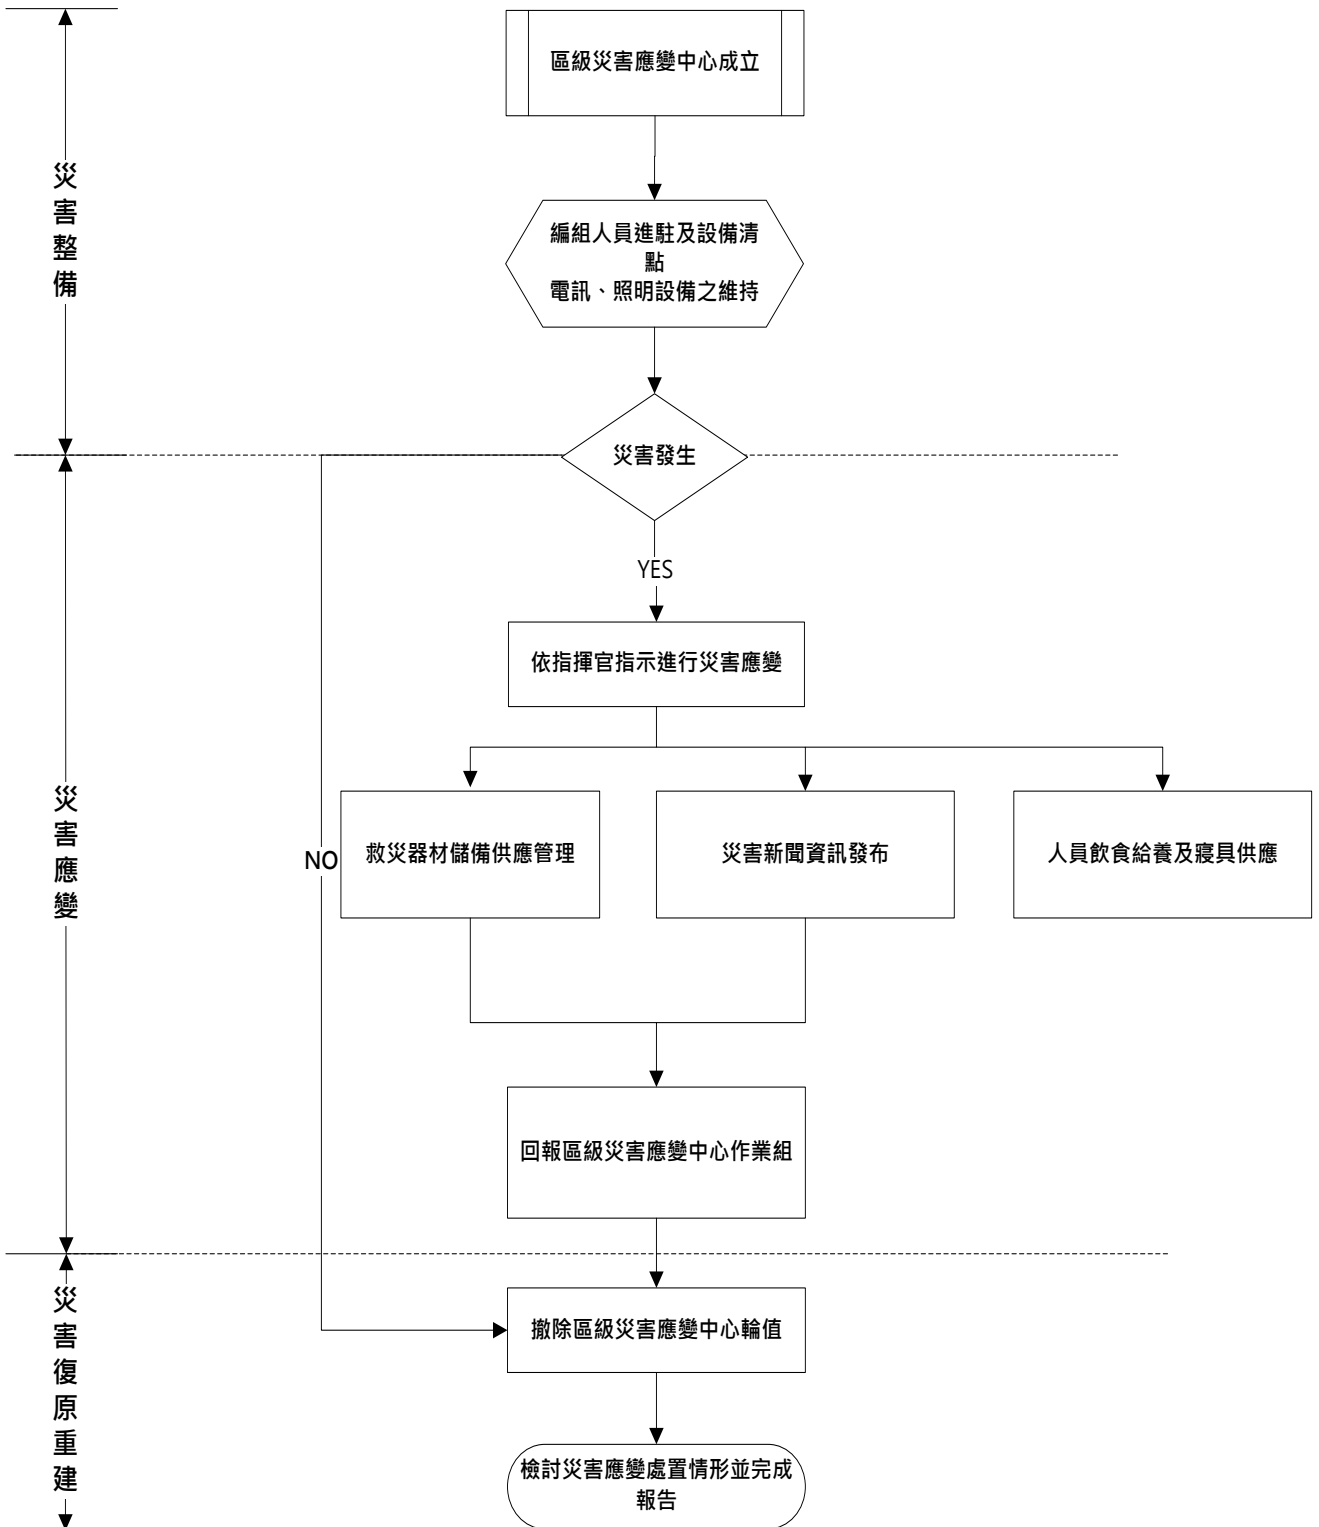 區級災害應變中心成立
災害整備
編組人員進駐及設備清
點
電訊、照明設備之維持
災害發生
YES
依指揮官指示進行災害應變
災害應變
NO
救災器材儲備供應管理
災害新聞資訊發布
人員飲食給養及寢具供應
回報區級災害應變中心作業組
災害復原重建
撤除區級災害應變中心輪值
檢討災害應變處置情形並完成
報告